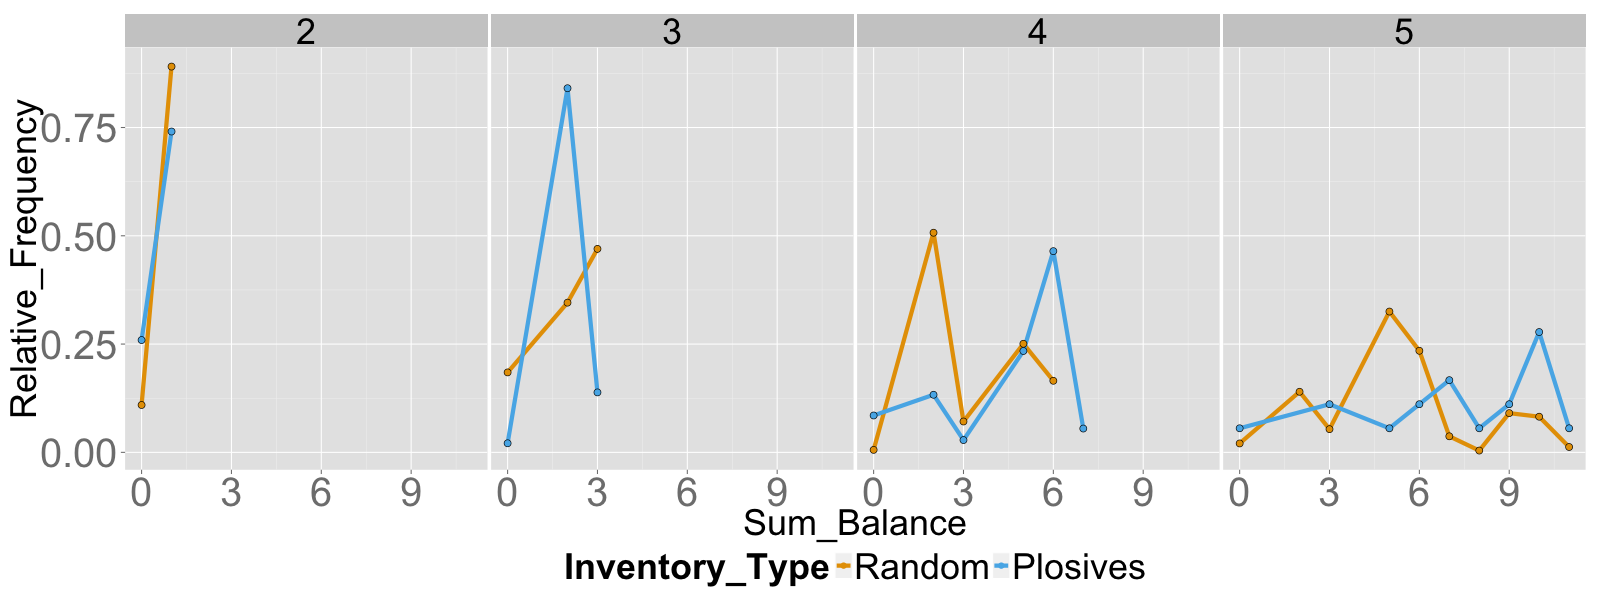 2 3 4 5
Relative_Frequency
0.75
0.50
0.25
0.00
0 3 6 9 0 3 6 9 0 3 6 9 0 3 6 9
Sum_Balance
Inventory_Type Random Plosives